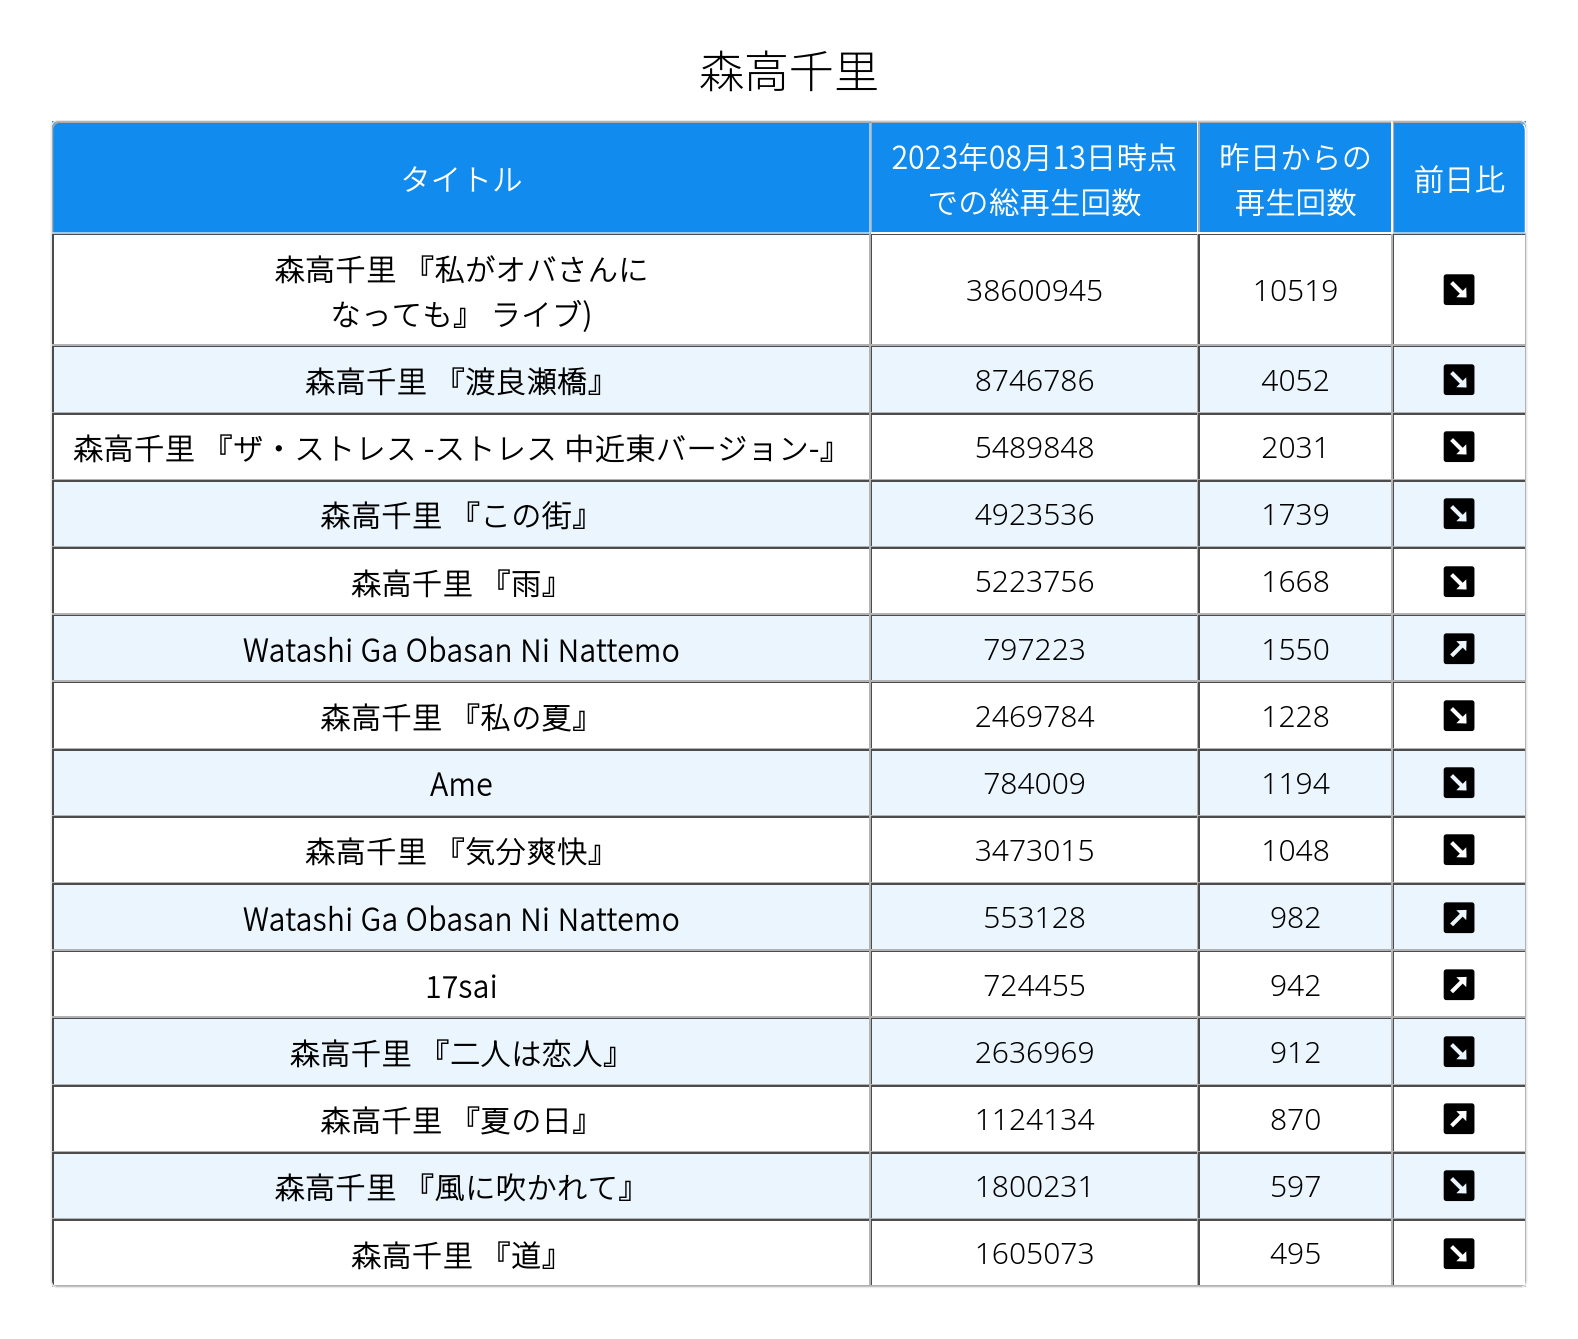 森高千里
タイトル
2023年08月13日時点
での総再生回数
昨日からの
再生回数
前日比
森高千里 『私がオバさんに
なっても』 ライブ)
38600945
10519
↘
森高千里 『渡良瀬橋』
8746786
4052
↘
森高千里 『ザ・ストレス -ストレス 中近東バージョン-』
5489848
2031
↘
森高千里 『この街』
4923536
1739
↘
森高千里 『雨』
5223756
1668
↘
Watashi Ga Obasan Ni Nattemo
797223
1550
↗
森高千里 『私の夏』
2469784
1228
↘
Ame
784009
1194
↘
森高千里 『気分爽快』
3473015
1048
↘
Watashi Ga Obasan Ni Nattemo
553128
982
↗
17sai
724455
942
↗
森高千里 『二人は恋人』
2636969
912
↘
森高千里 『夏の日』
1124134
870
↗
森高千里 『風に吹かれて』
1800231
597
↘
森高千里 『道』
1605073
495
↘